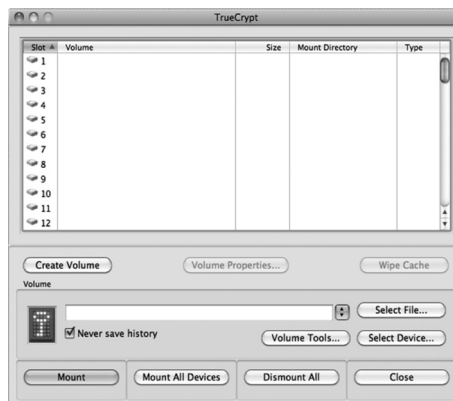 TrueCrypt
Slot Volume Size Mount Directory Type
1
2
3
4
5
6
7
8
9
10
11
12
Create Volume Volume Properties... Wipe Cache
Volume
Select File...
Never save history
Volume Tools... Select Device...
Mount Mount All Devices Dismount All Close